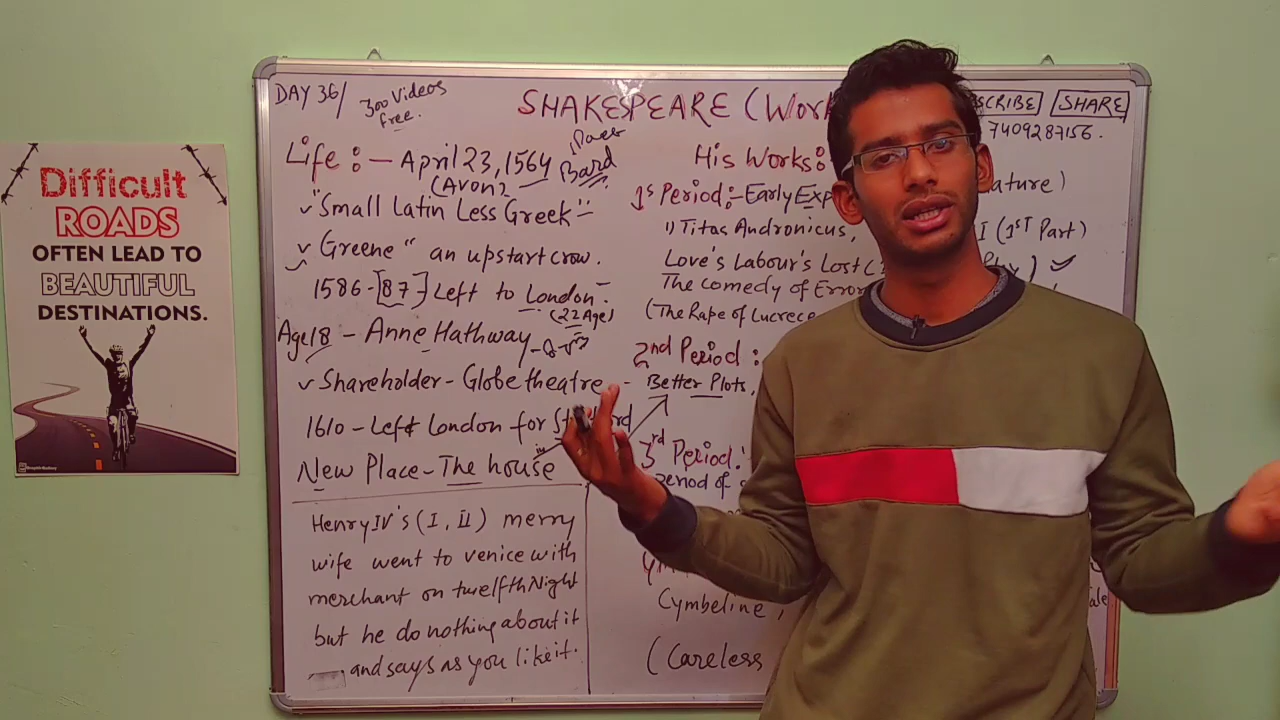 Difficult
ROADS
OFTEN LEAD TO
BEAUTIFUL
DESTINATIONS.
DAY 36/
300 Videos
free.
SHAKESPEARE (Work
SCRIBE SHARE
7409287156.
Life :- April 23, 1564 Bard
(Avon)
"Small Latin Less Greek"-
Greene" an upstart crow.
1586-[87] Left to London.
(22 Age)
Age 18 - Anne Hathway
Shareholder - Globe theatre -
1610 - Left London for St rd
New Place - The house
Henry IV's (I, II) merry
wife went to venice with
merchant on twelfth Night
but he do nothing about it
and says as you like it.
His Works:
1st Period:- Early Exp ature)
1) Titas Andronicus, I (1ST Part)
Love's Labour's Lost (
The comedy of Error
(The Rape of Lucrece
2nd Period :
Better Plots,
3rd Period:
period of
Cymbeline,
(Careless